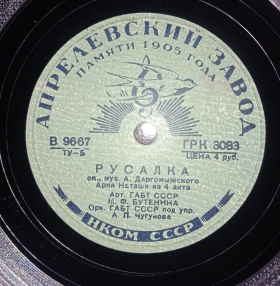 АПРЕЛЕВСКИЙ ЗАВОД
ПАМЯТИ 1905 ГОДА
В 9667
ТУ-Б
ГРК 3083
ЦЕНА 4 руб.
РУСАЛКА
оп., муз. А. Даргомыжского
Ария Наташи из 4 акта
Арт. ГАБТ СССР
М. Ф. БУТЕНИНА
Орк. ГАБТ СССР под упр.
А. П. Чугунова
НКОМ СССР